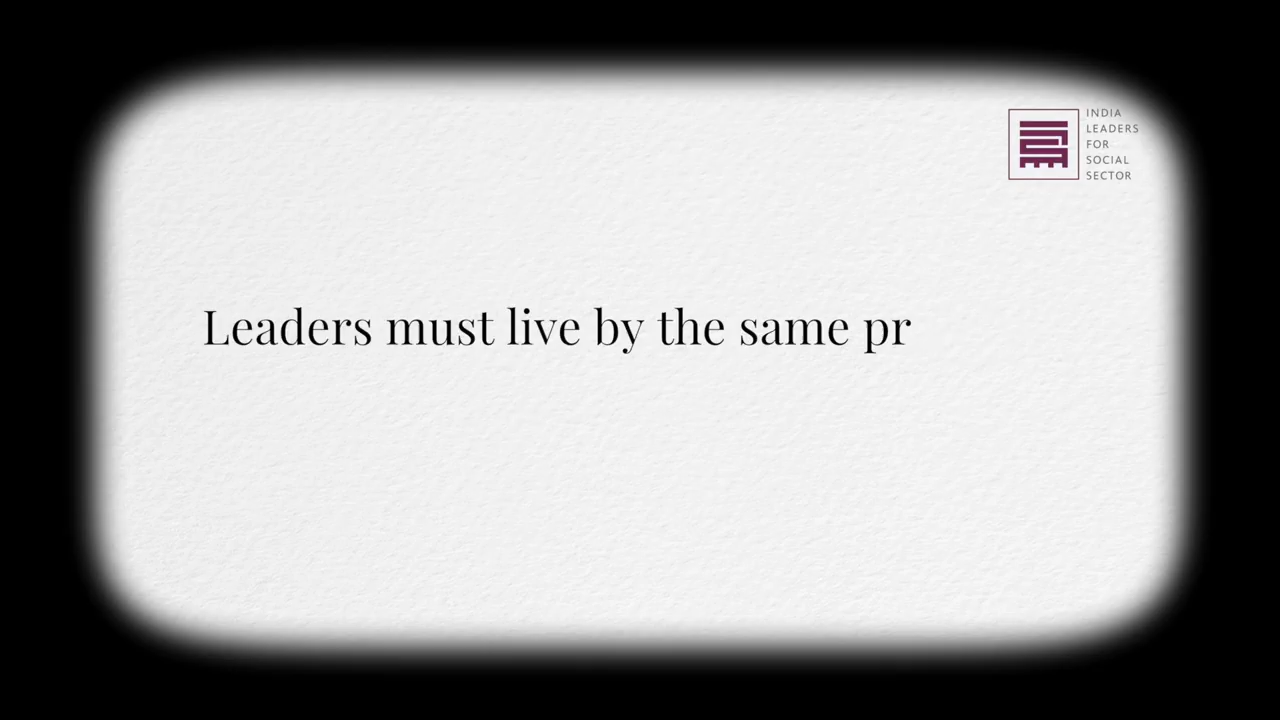 INDIA
LEADERS
FOR
SOCIAL
SECTOR
Leaders must live by the same pr